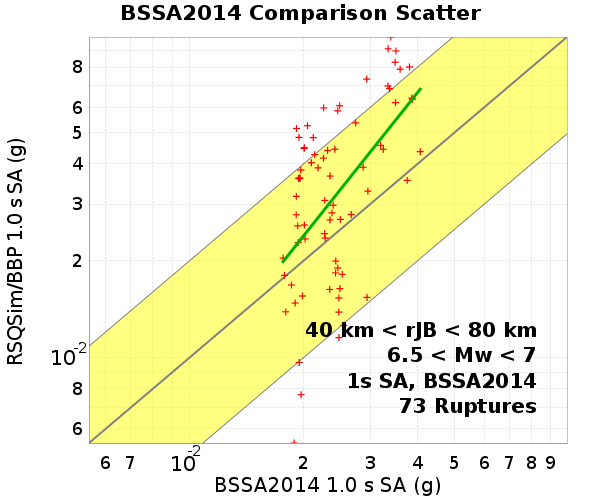 BSSA2014 Comparison Scatter
RSQSim/BBP 1.0 s SA (g)
8
6
5
4
3
2
10-2
8
6
40 km < rJB < 80 km
6.5 < Mw < 7
1s SA, BSSA2014
73 Ruptures
6 7 10-2 2 3 4 5 6 7 8 9
BSSA2014 1.0 s SA (g)